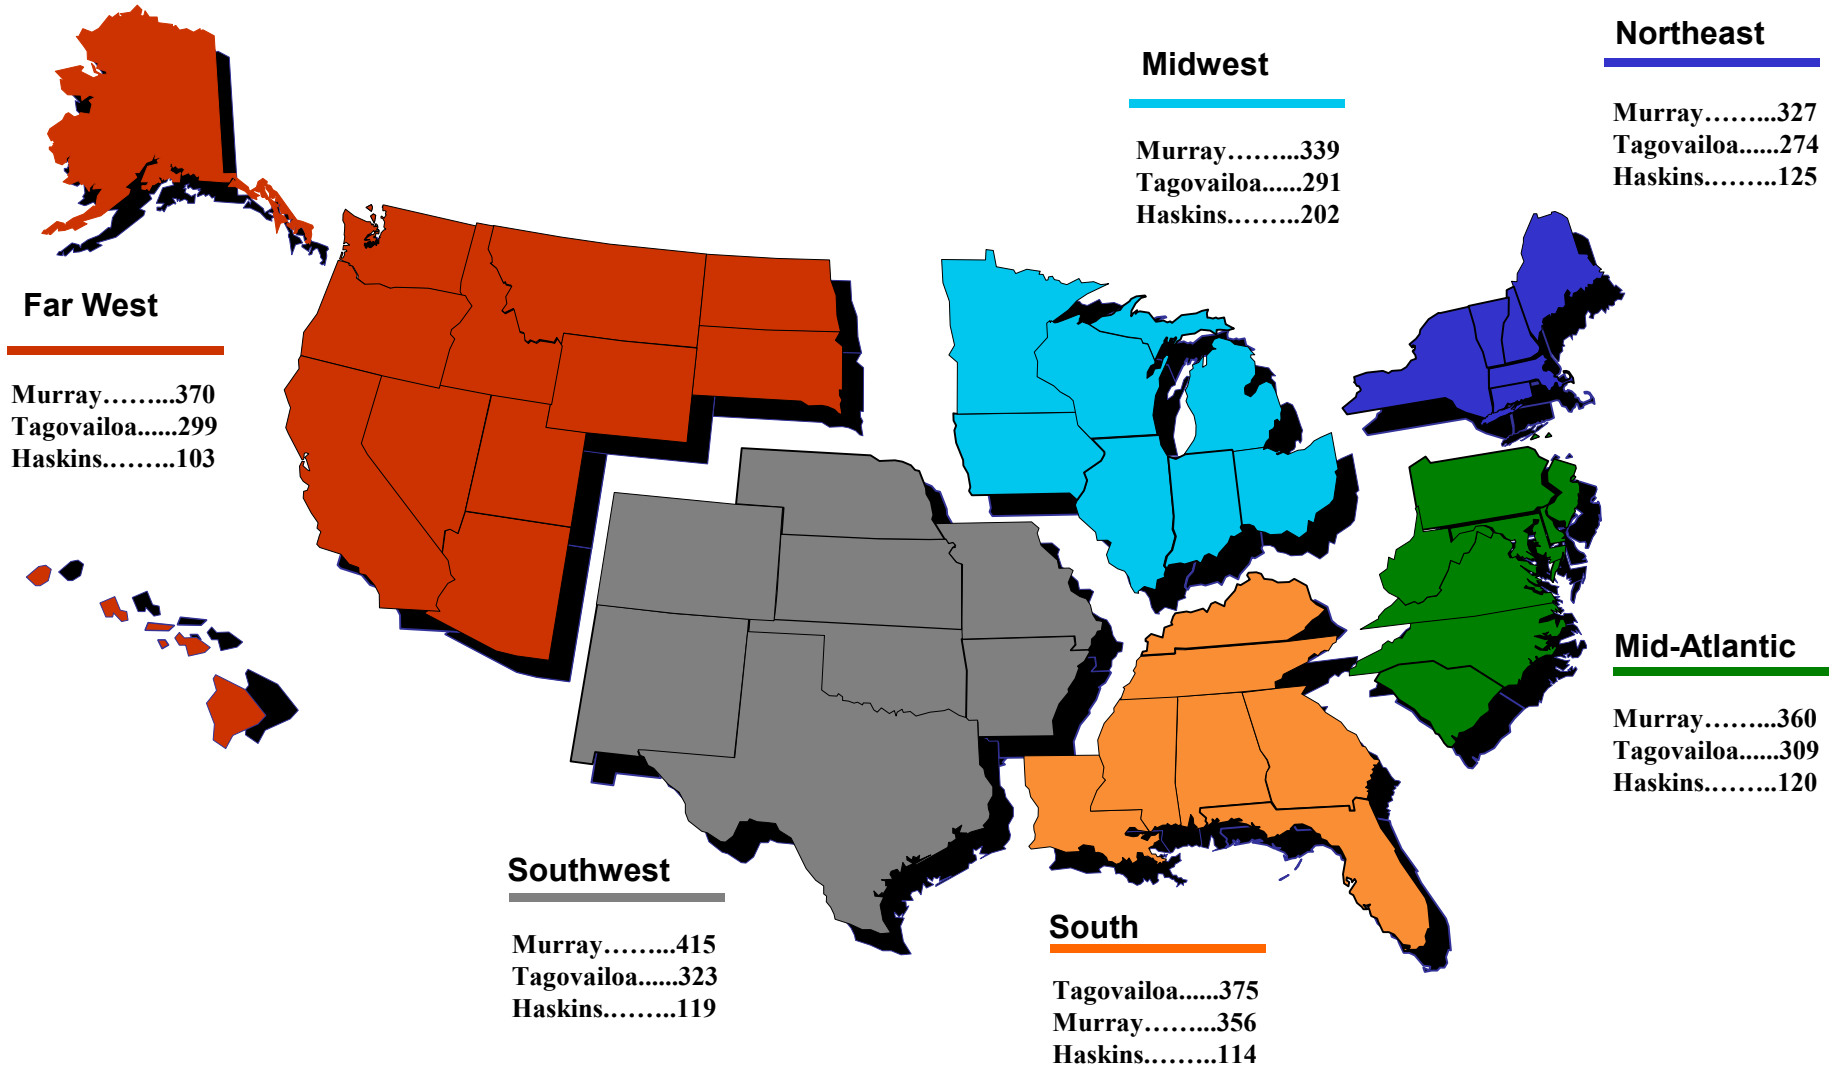 Northeast
Murray……...327
Tagovailoa......274
Haskins.……..125
Midwest
Murray……...339
Tagovailoa......291
Haskins.……..202
Far West
Murray……...370
Tagovailoa......299
Haskins.……..103
Mid-Atlantic
Murray……...360
Tagovailoa......309
Haskins.……..120
Southwest
Murray……...415
Tagovailoa......323
Haskins.……..119
South
Tagovailoa......375
Murray……...356
Haskins.……..114